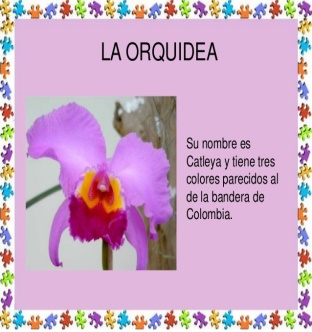 LA ORQUIDEA
Su nombre es
Catleya y tiene tres
colores parecidos al
de la bandera de
Colombia.